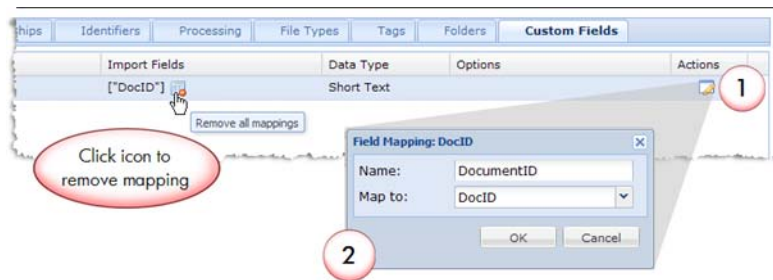 hips Identifiers Processing File Types Tags Folders Custom Fields
Import Fields Data Type Options Actions
["DocID"] Short Text 1
Remove all mappings
Click icon to
remove mapping
Field Mapping: DocID
Name: DocumentID
Map to: DocID
OK Cancel
2